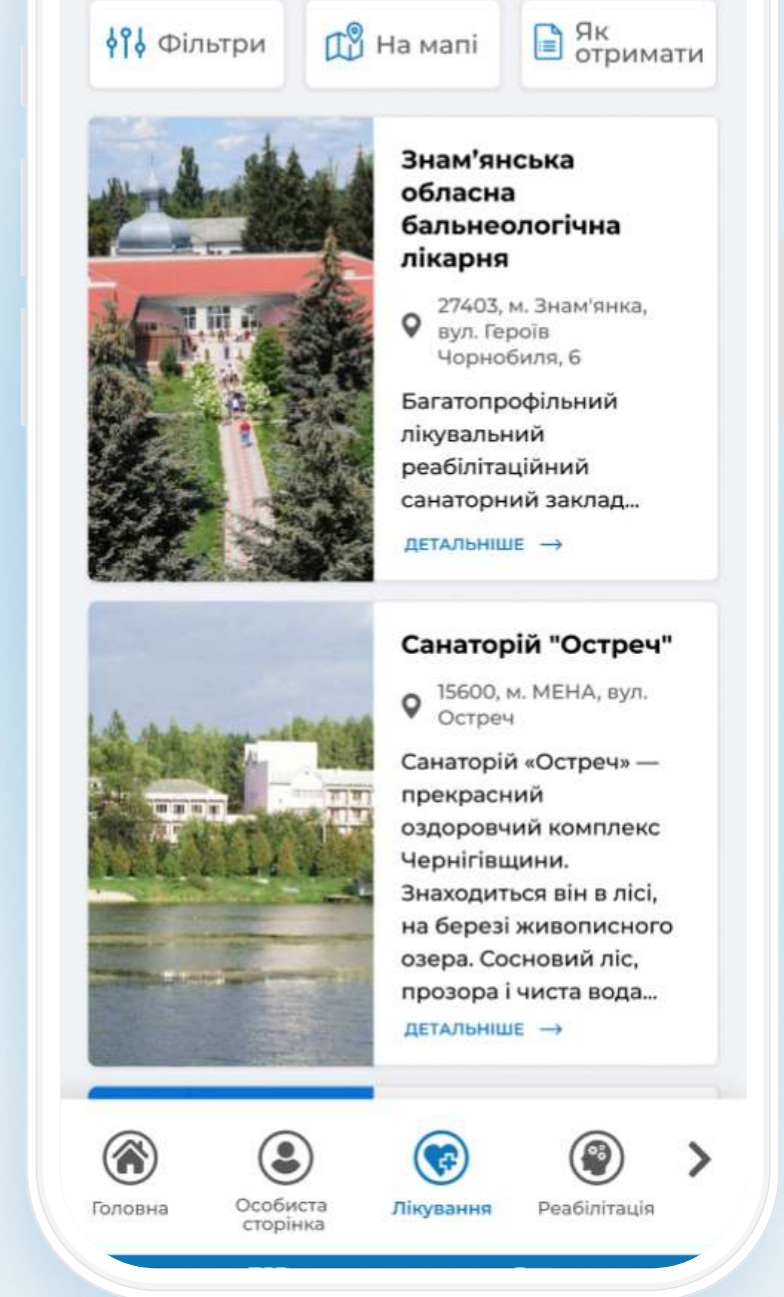 Фільтри
На мапі
Як
отримати
Знам’янська
обласна
бальнеологічна
лікарня
27403, м. Знам'янка,
вул. Героїв
Чорнобиля, 6
Багатопрофільний
лікувальний
реабілітаційний
санаторний заклад...
ДЕТАЛЬНІШЕ →
Санаторій "Остреч"
15600, м. МЕНА, вул.
Остреч
Санаторій «Остреч» —
прекрасний
оздоровчий комплекс
Чернігівщини.
Знаходиться він в лісі,
на березі живописного
озера. Сосновий ліс,
прозора і чиста вода...
ДЕТАЛЬНІШЕ →
Головна
Особиста
сторінка
Лікування
Реабілітація